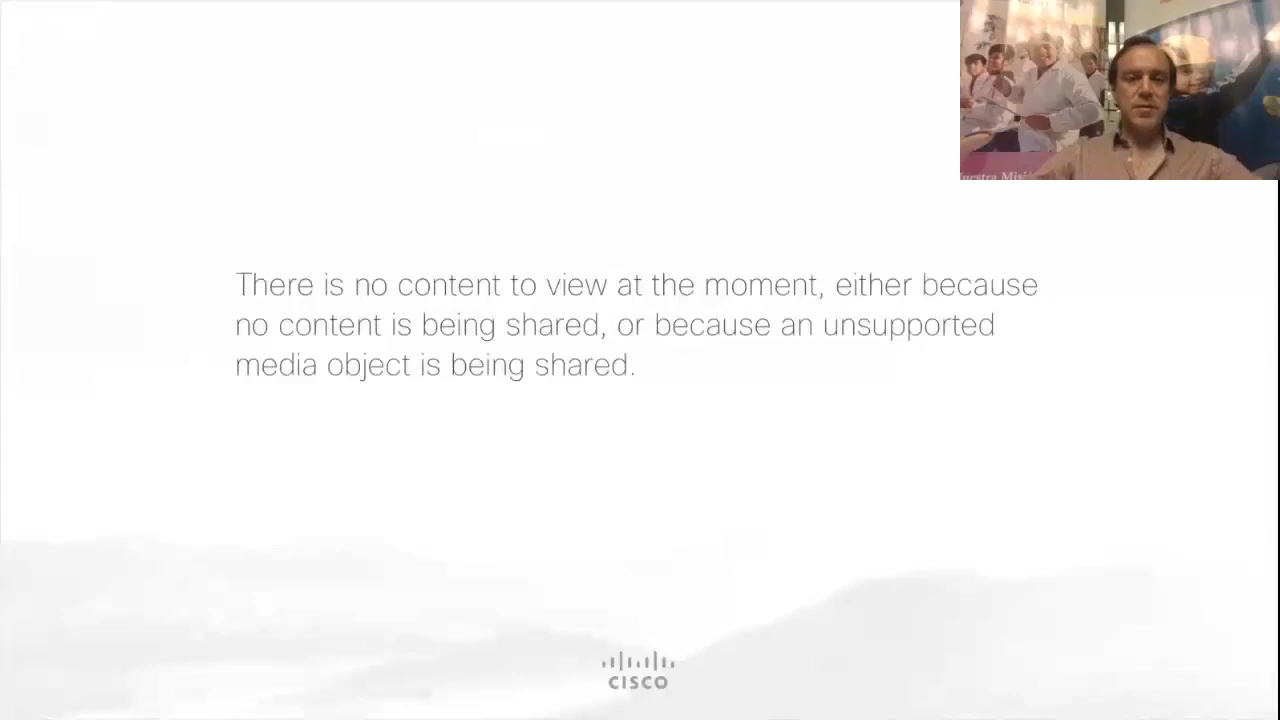 Nuestra
There is no content to view at the moment, either because
no content is being shared, or because an unsupported
media object is being shared.
CISCO